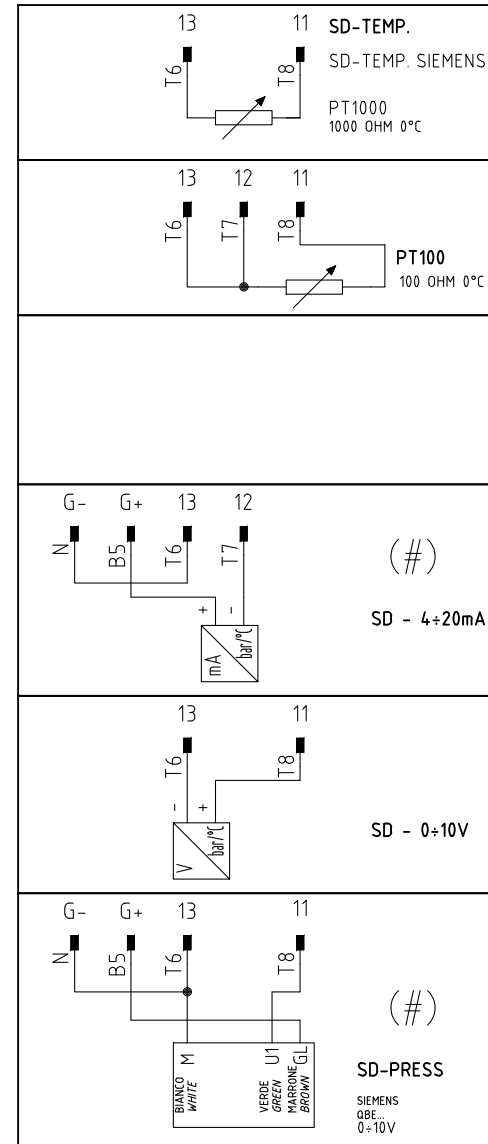 13 11 SD-TEMP.
T6 T8 SD-TEMP. SIEMENS
PT1000
1000 OHM 0°C
13 12 11
T6 T7 T8
PT100
100 OHM 0°C
G- G+ 13 12
N B5 T6 T7
(#)
+ -
mA bar/°C
SD - 4÷20mA
13 11
T6 T8
- +
V bar/°C
SD - 0÷10V
G- G+ 13 11
N B5 T6 T8
(#)
M U1 GL
BIANCO
WHITE
VERDE
GREEN
MARRONE
BROWN
SD-PRESS
SIEMENS
QBE...
0÷10V